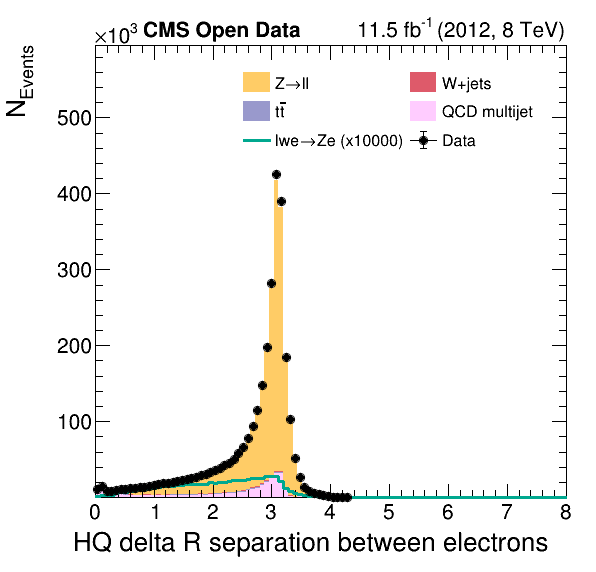 ×10³ CMS Open Data 11.5 fb⁻¹ (2012, 8 TeV)
N_Events
Z→ll W+jets
tt̄ QCD multijet
lwe→Ze (x10000) Data
500
400
300
200
100
0 1 2 3 4 5 6 7 8
HQ delta R separation between electrons